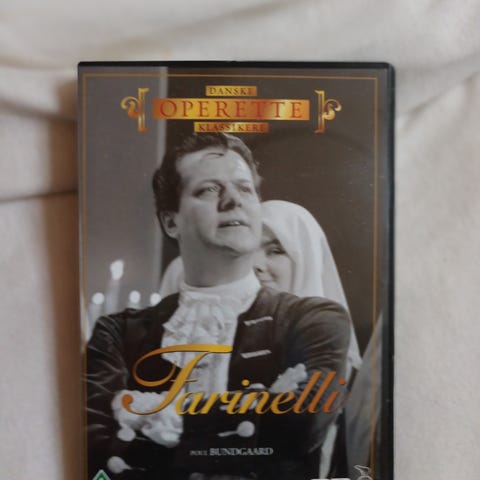 DANSKE
OPERETTE
KLASSIKERE
Farinelli
POUL BUNDGAARD